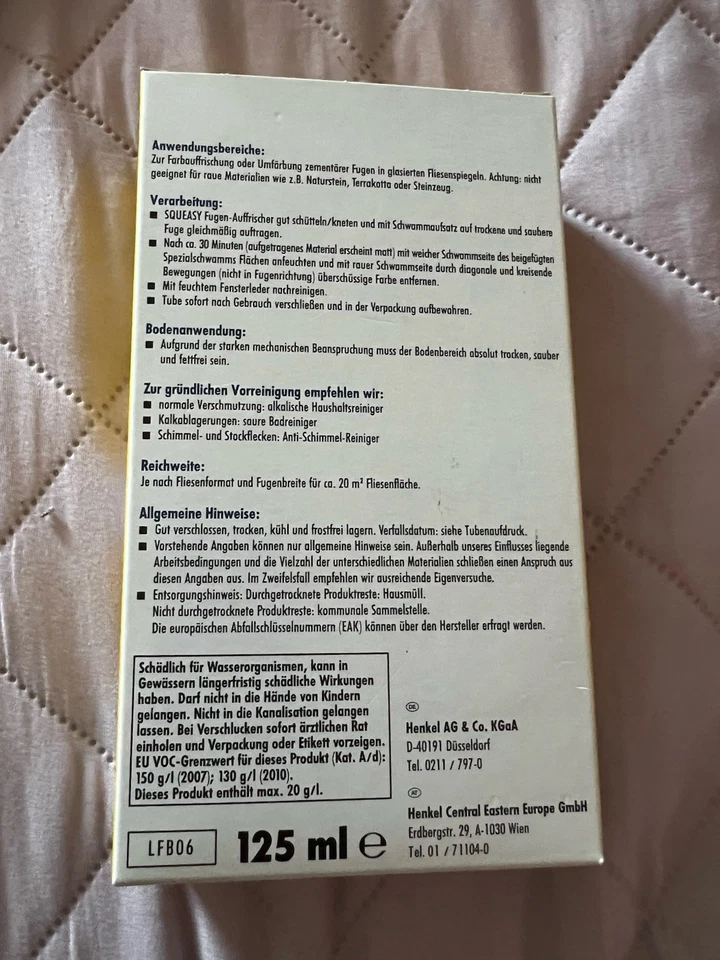 Anwendungsbereiche:
Zur Farbauffrischung oder Umfärbung zementärer Fugen in glasierten Fliesenspiegeln. Achtung: nicht
geeignet für raue Materialien wie z.B. Naturstein, Terrakotta oder Steinzeug.
Verarbeitung:
■ SQUEASY Fugen-Auffrischer gut schütteln/kneten und mit Schwammaufsatz auf trockene und saubere
Fuge gleichmäßig auftragen.
■ Nach ca. 30 Minuten (aufgetragenes Material erscheint matt) mit weicher Schwammseite des beigefügten
Spezialschwamms Flächen anfeuchten und mit rauer Schwammseite durch diagonale und kreisende
Bewegungen (nicht in Fugenrichtung) überschüssige Farbe entfernen.
■ Mit feuchtem Fensterleder nachreinigen.
■ Tube sofort nach Gebrauch verschließen und in der Verpackung aufbewahren.
Bodenanwendung:
■ Aufgrund der starken mechanischen Beanspruchung muss der Bodenbereich absolut trocken, sauber
und fettfrei sein.
Zur gründlichen Vorreinigung empfehlen wir:
■ normale Verschmutzung: alkalische Haushaltsreiniger
■ Kalkablagerungen: saure Badreiniger
■ Schimmel- und Stockflecken: Anti-Schimmel-Reiniger
Reichweite:
Je nach Fliesenformat und Fugenbreite für ca. 20 m² Fliesenfläche.
Allgemeine Hinweise:
■ Gut verschlossen, trocken, kühl und frostfrei lagern. Verfallsdatum: siehe Tubenaufdruck.
■ Vorstehende Angaben können nur allgemeine Hinweise sein. Außerhalb unseres Einflusses liegende
Arbeitsbedingungen und die Vielzahl der unterschiedlichen Materialien schließen einen Anspruch aus
diesen Angaben aus. Im Zweifelsfall empfehlen wir ausreichende Eigenversuche.
■ Entsorgungshinweis: Durchgetrocknete Produktreste: Hausmüll.
Nicht durchgetrocknete Produktreste: kommunale Sammelstelle.
Die europäischen Abfallschlüsselnummern (EAK) können über den Hersteller erfragt werden.
Schädlich für Wasserorganismen, kann in
Gewässern längerfristig schädliche Wirkungen
haben. Darf nicht in die Hände von Kindern
gelangen. Nicht in die Kanalisation gelangen
lassen. Bei Verschlucken sofort ärztlichen Rat
einholen und Verpackung oder Etikett vorzeigen.
EU VOC-Grenzwert für dieses Produkt (Kat. A/d):
150 g/l (2007); 130 g/l (2010).
Dieses Produkt enthält max. 20 g/l.
LFB06
125 ml e
DE
Henkel AG & Co. KGaA
D-40191 Düsseldorf
Tel. 0211 / 797-0
AT
Henkel Central Eastern Europe GmbH
Erdbergstr. 29, A-1030 Wien
Tel. 01 / 71104-0